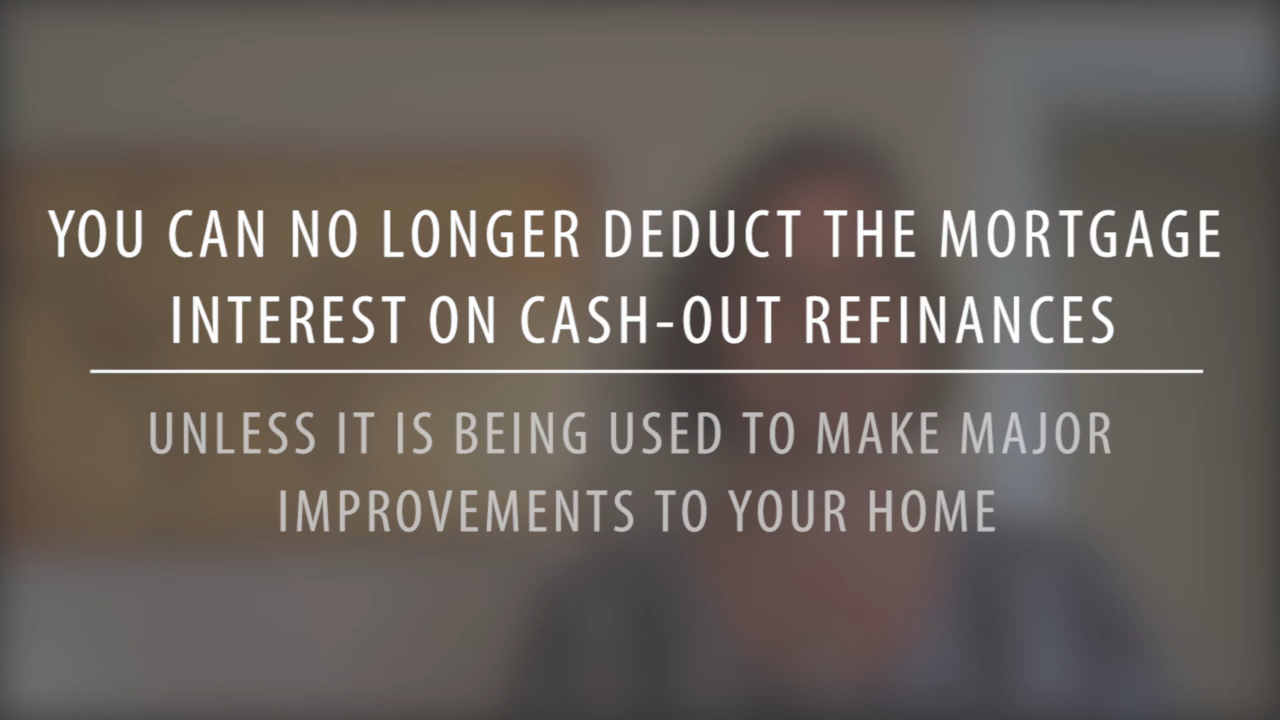 YOU CAN NO LONGER DEDUCT THE MORTGAGE
INTEREST ON CASH-OUT REFINANCES
UNLESS IT IS BEING USED TO MAKE MAJOR
IMPROVEMENTS TO YOUR HOME